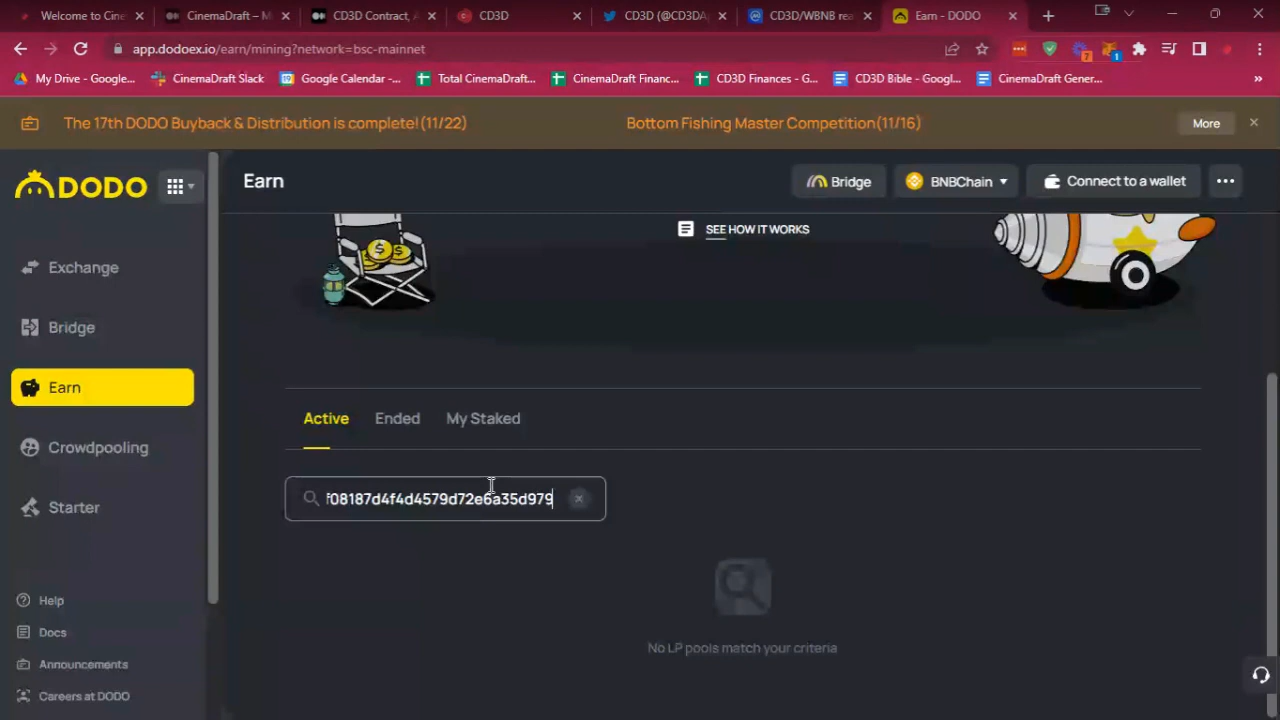 Welcome to Cine
CinemaDraft – M
CD3D Contract, A
CD3D
CD3D (@CD3DA
CD3D/WBNB rea
Earn - DODO
app.dodoex.io/earn/mining?network=bsc-mainnet
7
1
My Drive - Google...
CinemaDraft Slack
Google Calendar -...
Total CinemaDraft...
CinemaDraft Financ...
CD3D Finances - G...
CD3D Bible - Googl...
CinemaDraft Gener...
»
The 17th DODO Buyback & Distribution is complete!(11/22)
Bottom Fishing Master Competition(11/16)
More
DODO
Earn
Bridge
BNBChain
Connect to a wallet
SEE HOW IT WORKS
Exchange
Bridge
Earn
Crowdpooling
Starter
Active
Ended
My Staked
f08187d4f4d4579d72e6a35d979
No LP pools match your criteria
Help
Docs
Announcements
Careers at DODO